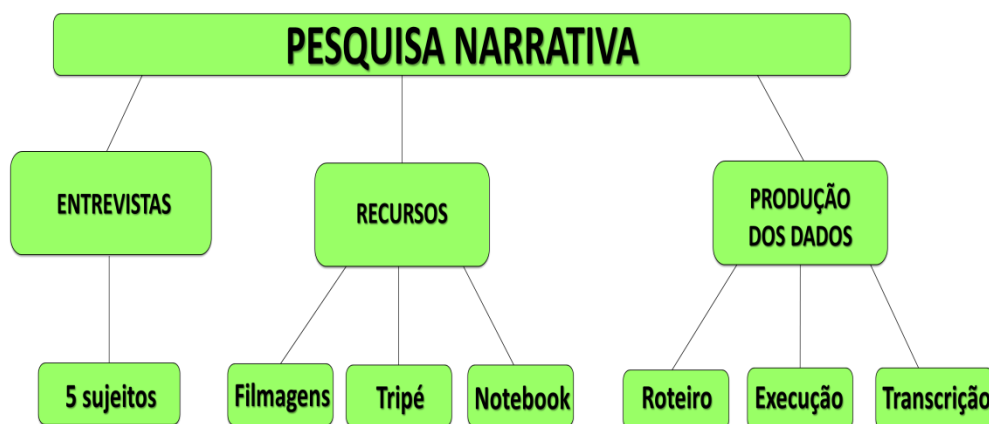 PESQUISA NARRATIVA
ENTREVISTAS
RECURSOS
PRODUÇÃO
DOS DADOS
5 sujeitos
Filmagens
Tripé
Notebook
Roteiro
Execução
Transcrição